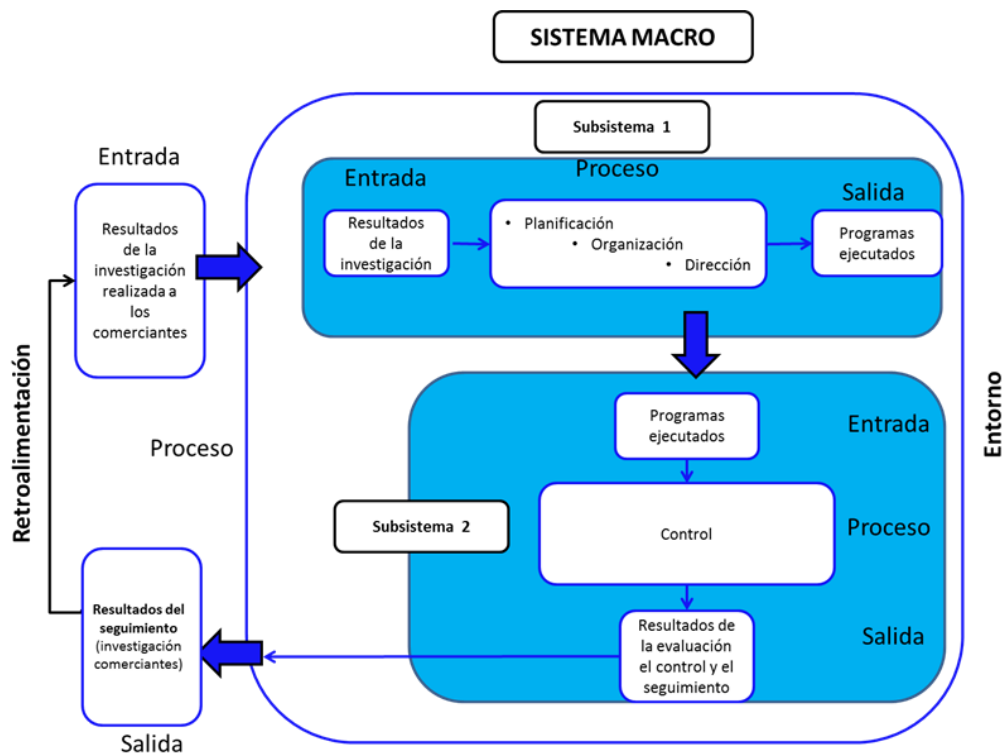 SISTEMA MACRO
Entrada
Resultados
de la
investigación
realizada a
los
comerciantes
Retroalimentación
Proceso
Resultados del
seguimiento
(investigación
comerciantes)
Salida
Subsistema 1
Entrada
Proceso
Salida
Resultados
de la
investigación
• Planificación
• Organización
• Dirección
Programas
ejecutados
Subsistema 2
Programas
ejecutados
Entrada
Control
Proceso
Resultados de
la evaluación
el control y el
seguimiento
Salida
Entorno